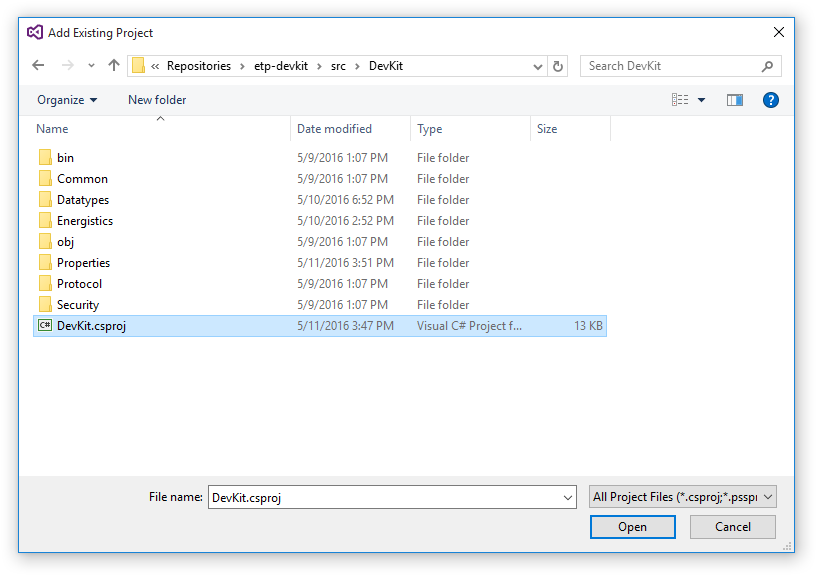 Add Existing Project
« Repositories > etp-devkit > src > DevKit
Search DevKit
Organize New folder
Name Date modified Type Size
bin 5/9/2016 1:07 PM File folder
Common 5/9/2016 1:07 PM File folder
Datatypes 5/10/2016 6:52 PM File folder
Energistics 5/10/2016 2:52 PM File folder
obj 5/9/2016 1:07 PM File folder
Properties 5/11/2016 3:51 PM File folder
Protocol 5/9/2016 1:07 PM File folder
Security 5/9/2016 1:07 PM File folder
C# DevKit.csproj 5/11/2016 3:47 PM Visual C# Project f... 13 KB
File name: DevKit.csproj All Project Files (*.csproj;*.psspr
Open Cancel